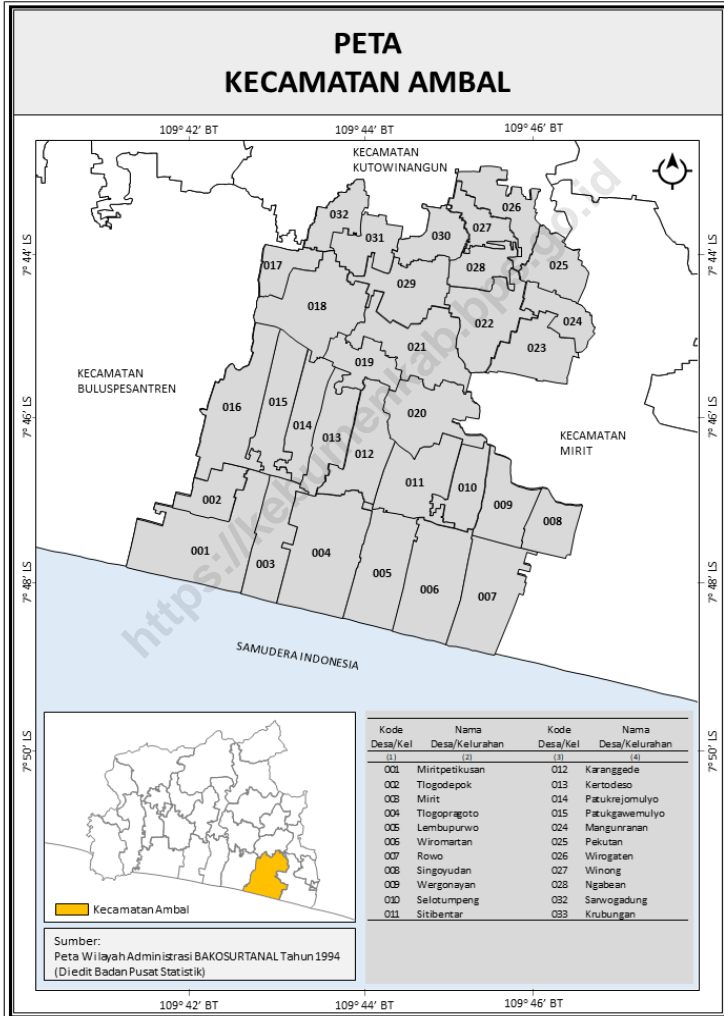 PETA
KECAMATAN AMBAL
109° 42' BT
109° 44' BT
109° 46' BT
KECAMATAN
KUTOWINANGUN
026
032
027
030
031
7° 44' LS
7° 44' LS
017
028
025
029
018
022
024
021
023
019
KECAMATAN
BULUSPESANTREN
015
016
020
014
013
7° 46' LS
7° 46' LS
KECAMATAN
MIRIT
012
011
010
002
009
008
001
004
003
005
006
007
7° 48' LS
7° 48' LS
SAMUDERA INDONESIA
https://kebumenkab.bps.go.id
Kode Nama Kode Nama
Desa/Kel Desa/Kelurahan Desa/Kel Desa/Kelurahan
(1) (2) (3) (4)
001 Miritpetikusan 012 Karanggede
002 Tlogodepok 013 Kertodeso
003 Mirit 014 Patukrejomulyo
004 Tlogopragoto 015 Patukgawemulyo
005 Lembupurwo 024 Mangunranan
006 Wiromartan 025 Pekutan
007 Rowo 026 Wirogaten
008 Singoyudan 027 Winong
009 Wergonayan 028 Ngabean
010 Selotumpeng 032 Sarwogadung
011 Sitibentar 033 Krubungan
7° 50' LS
7° 50' LS
Kecamatan Ambal
Sumber:
Peta Wilayah Administrasi BAKOSURTANAL Tahun 1994
(Diedit Badan Pusat Statistik)
109° 42' BT
109° 44' BT
109° 46' BT